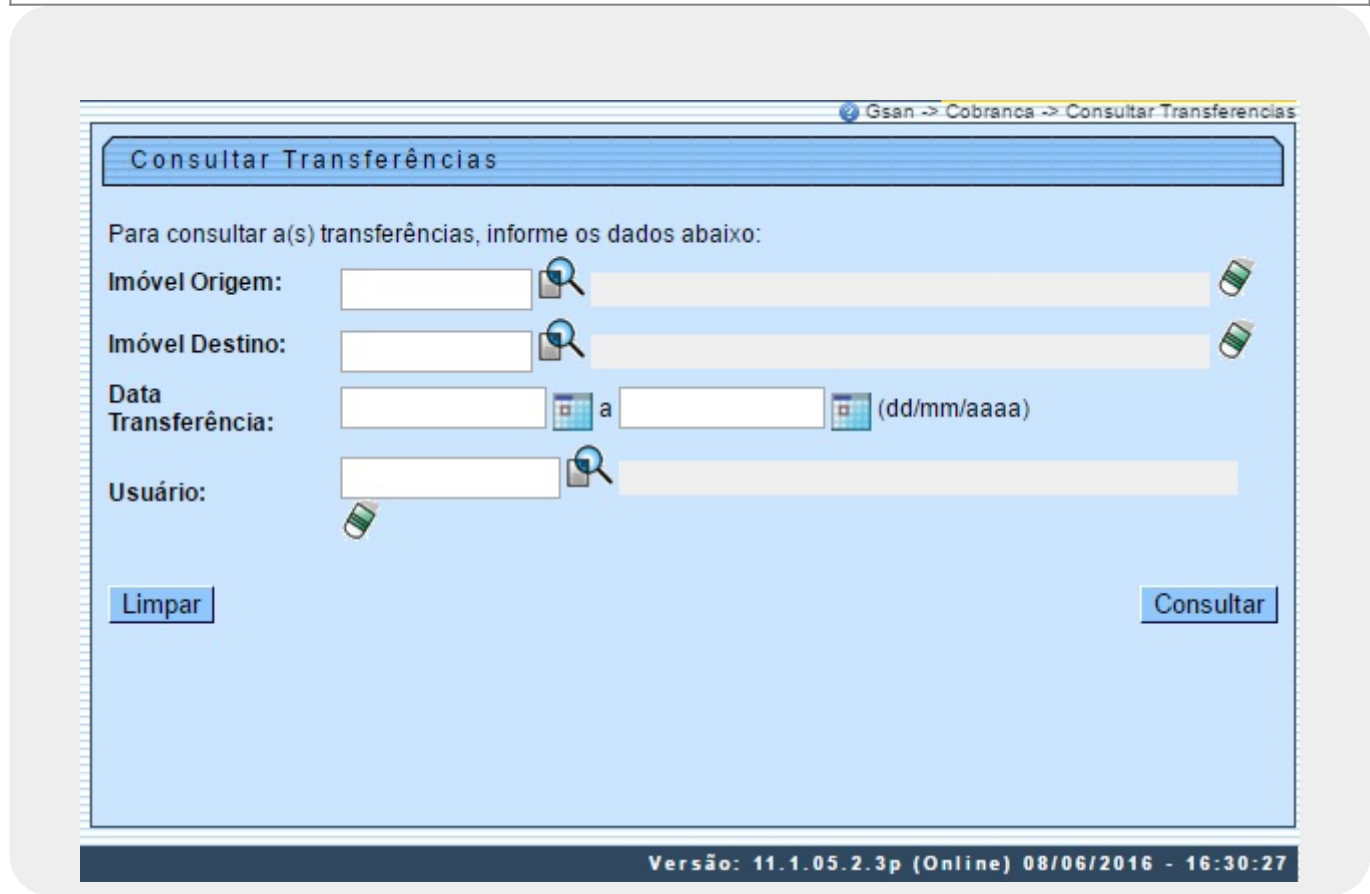 Gsan -> Cobranca -> Consultar Transferencias
Consultar Transferências
Para consultar a(s) transferências, informe os dados abaixo:
Imóvel Origem:
Imóvel Destino:
Data
Transferência:
a
(dd/mm/aaaa)
Usuário:
Limpar
Consultar
Versão: 11.1.05.2.3p (Online) 08/06/2016 - 16:30:27